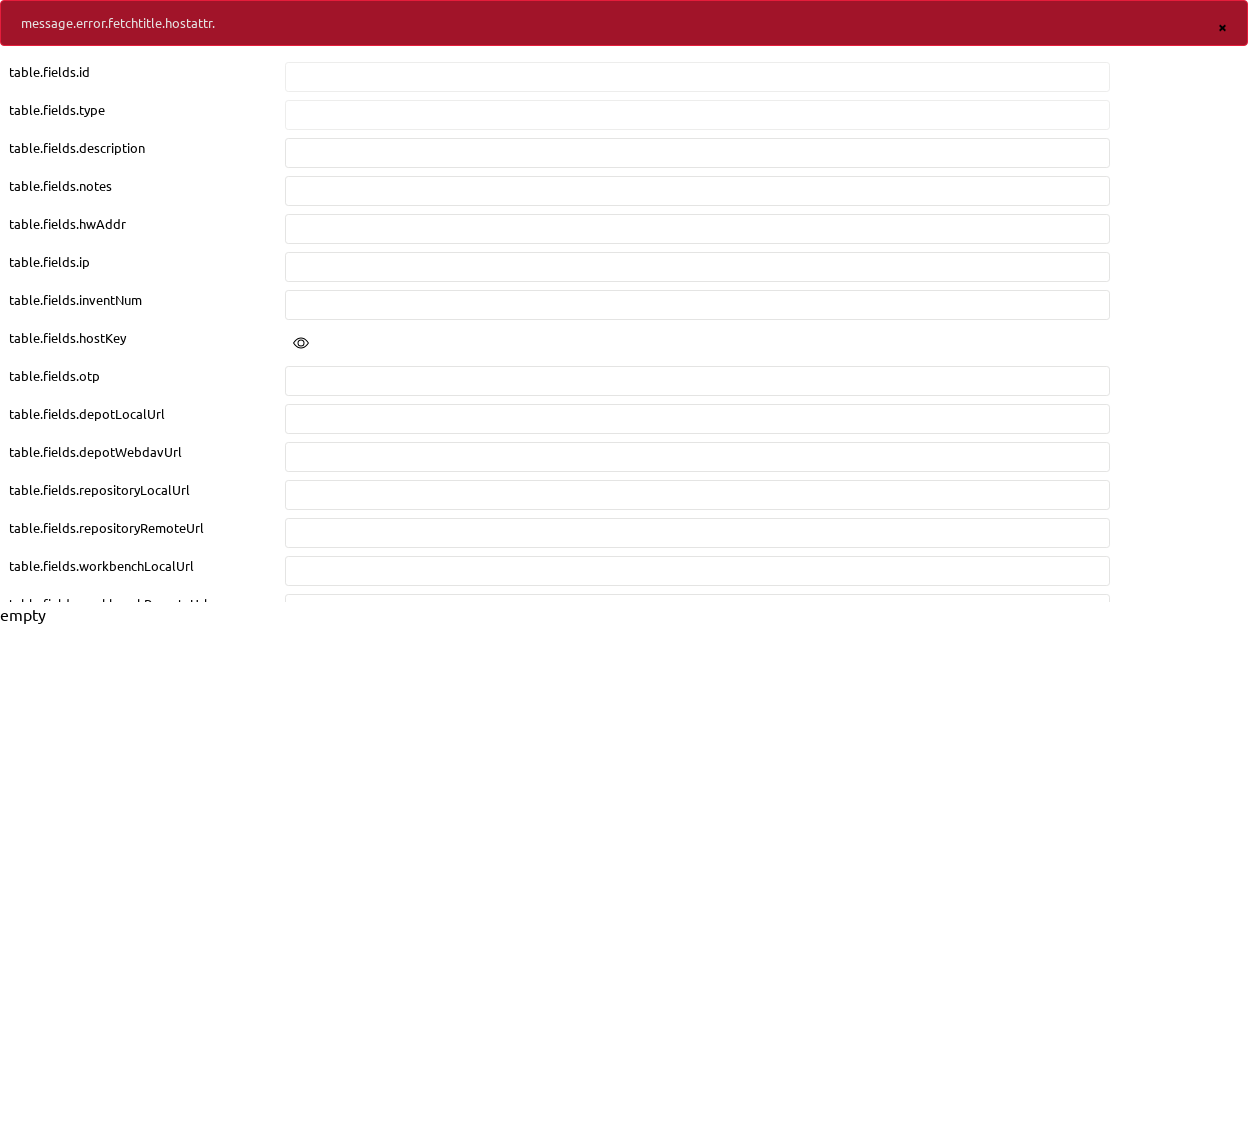 message.error.fetchtitle.hostattr.
table.fields.id
table.fields.type
table.fields.description
table.fields.notes
table.fields.hwAddr
table.fields.ip
table.fields.inventNum
table.fields.hostKey
table.fields.otp
table.fields.depotLocalUrl
table.fields.depotWebdavUrl
table.fields.repositoryLocalUrl
table.fields.repositoryRemoteUrl
table.fields.workbenchLocalUrl
empty